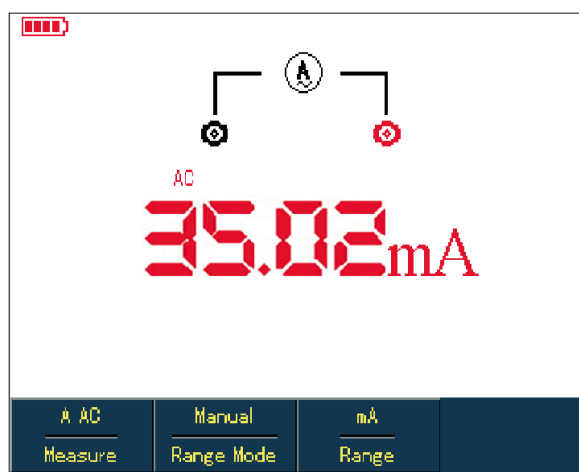 A
AC
35.02mA
A AC Manual mA
Measure Range Mode Range